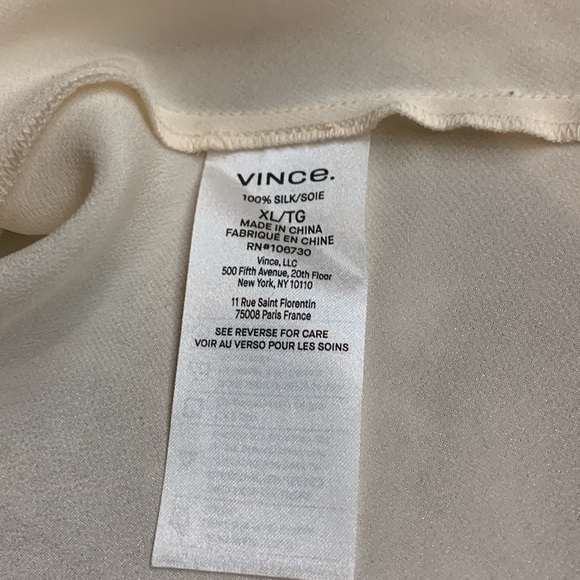 VINCe.
100% SILK/SOIE
XL/TG
MADE IN CHINA
FABRIQUÉ EN CHINE
RN#106730
Vince, LLC
500 Fifth Avenue, 20th Floor
New York, NY 10110
11 Rue Saint Florentin
75008 Paris France
SEE REVERSE FOR CARE
VOIR AU VERSO POUR LES SOINS